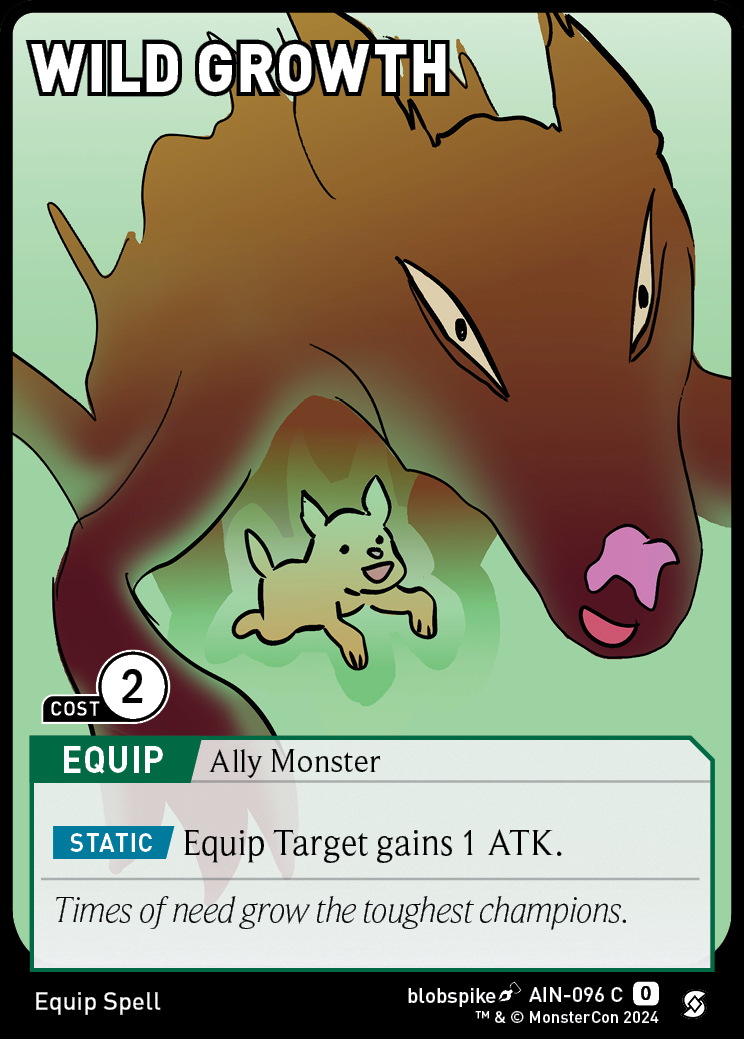 WILD GROWTH
COST 2
EQUIP Ally Monster
STATIC Equip Target gains 1 ATK.
Times of need grow the toughest champions.
Equip Spell
blobspike AIN-096 C 0
™ & © MonsterCon 2024